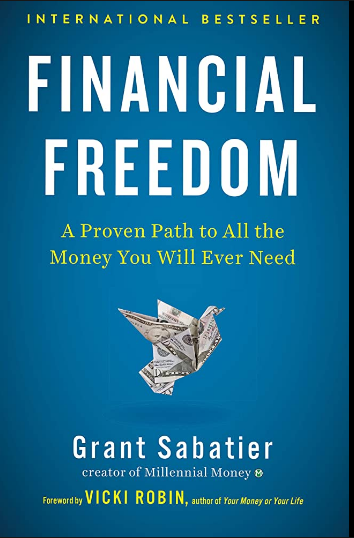 INTERNATIONAL BESTSELLER
FINANCIAL
FREEDOM
A Proven Path to All the
Money You Will Ever Need
Grant Sabatier
creator of Millennial Money
Foreword by VICKI ROBIN, author of Your Money or Your Life